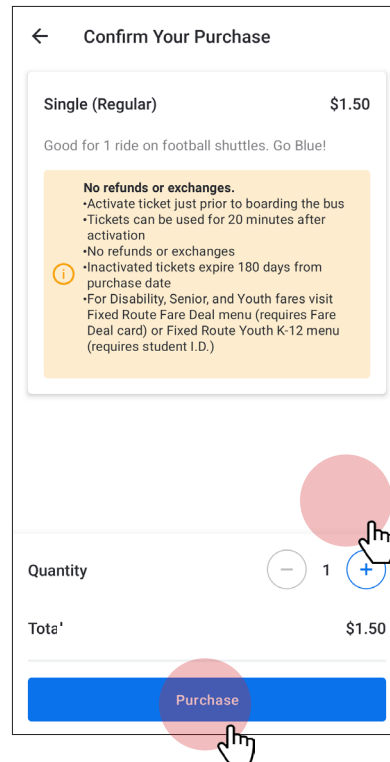 Confirm Your Purchase
Single (Regular) $1.50
Good for 1 ride on football shuttles. Go Blue!
No refunds or exchanges.
•Activate ticket just prior to boarding the bus
•Tickets can be used for 20 minutes after
activation
•No refunds or exchanges
•Inactivated tickets expire 180 days from
purchase date
•For Disability, Senior, and Youth fares visit
Fixed Route Fare Deal menu (requires Fare
Deal card) or Fixed Route Youth K-12 menu
(requires student I.D.)
Quantity − 1 +
Total $1.50
Purchase